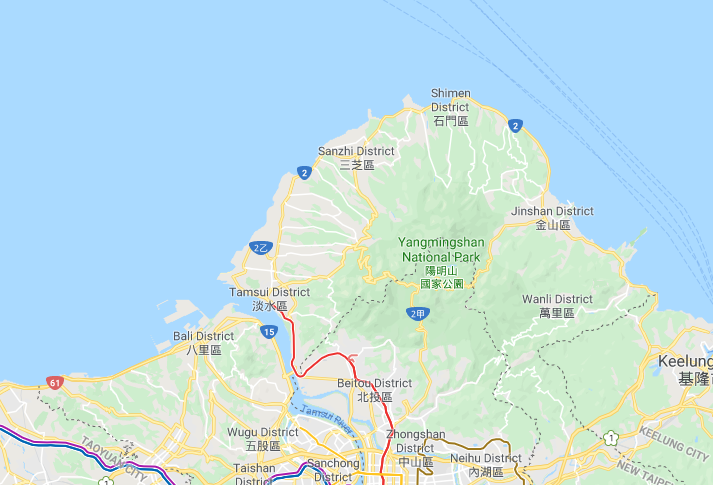 Shimen
District
石門區
2
Sanzhi District
三芝區
2
Jinshan District
金山區
2乙
Yangmingshan
National Park
陽明山
國家公園
Tamsui District
淡水區
Wanli District
萬里區
2甲
15
Bali District
八里區
Keelung
基隆
61
Beitou District
北投區
Tamsui River
Wugu District
五股區
Zhongshan
District
中山區
1
KEELUNG CITY
TAOYUAN CITY
Neihu District
內湖區
Taishan
District
Sanchong
District
NEW TAIPEI
1